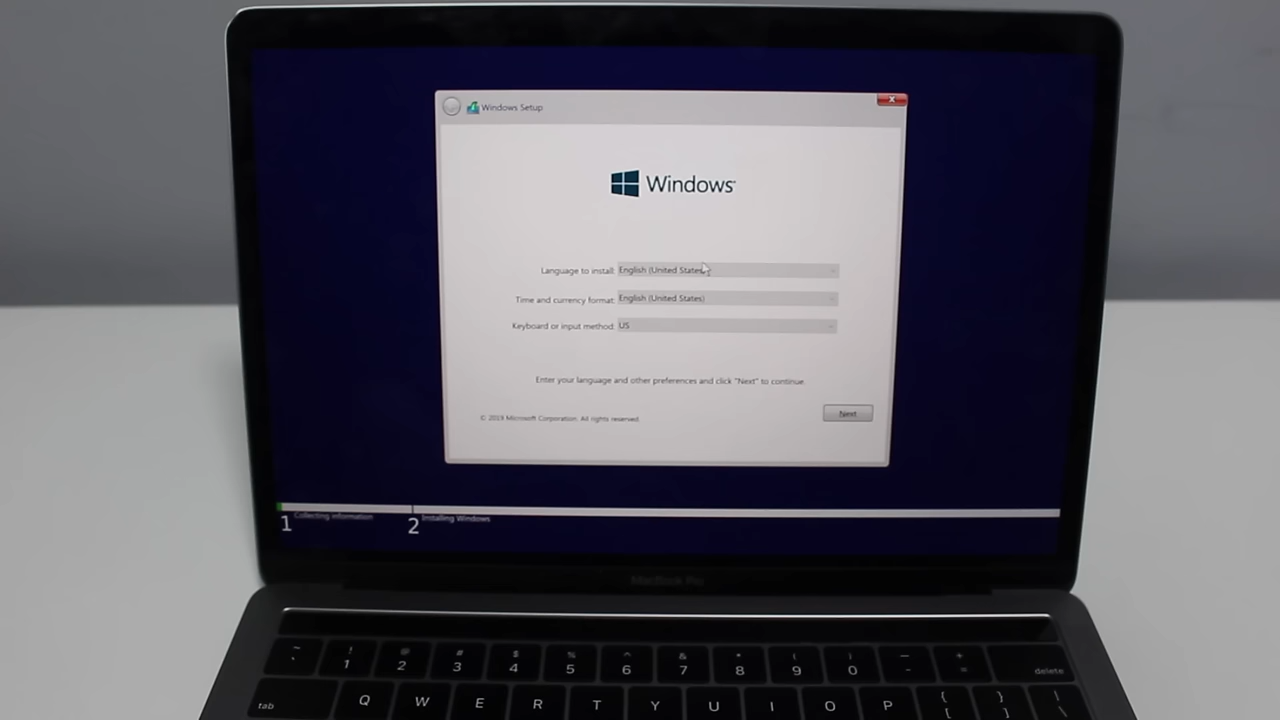 Windows Setup
Windows
Language to install: English (United States)
Time and currency format: English (United States)
Keyboard or input method: US
Enter your language and other preferences and click "Next" to continue.
© 2019 Microsoft Corporation. All rights reserved.
Next
1 Collecting information 2 Installing Windows
MacBook Pro
~ ! @ # $ % ^ & * ( ) — +
` 1 2 3 4 5 6 7 8 9 0 - = delete
tab Q W E R T Y U I O P { [ } ] | \